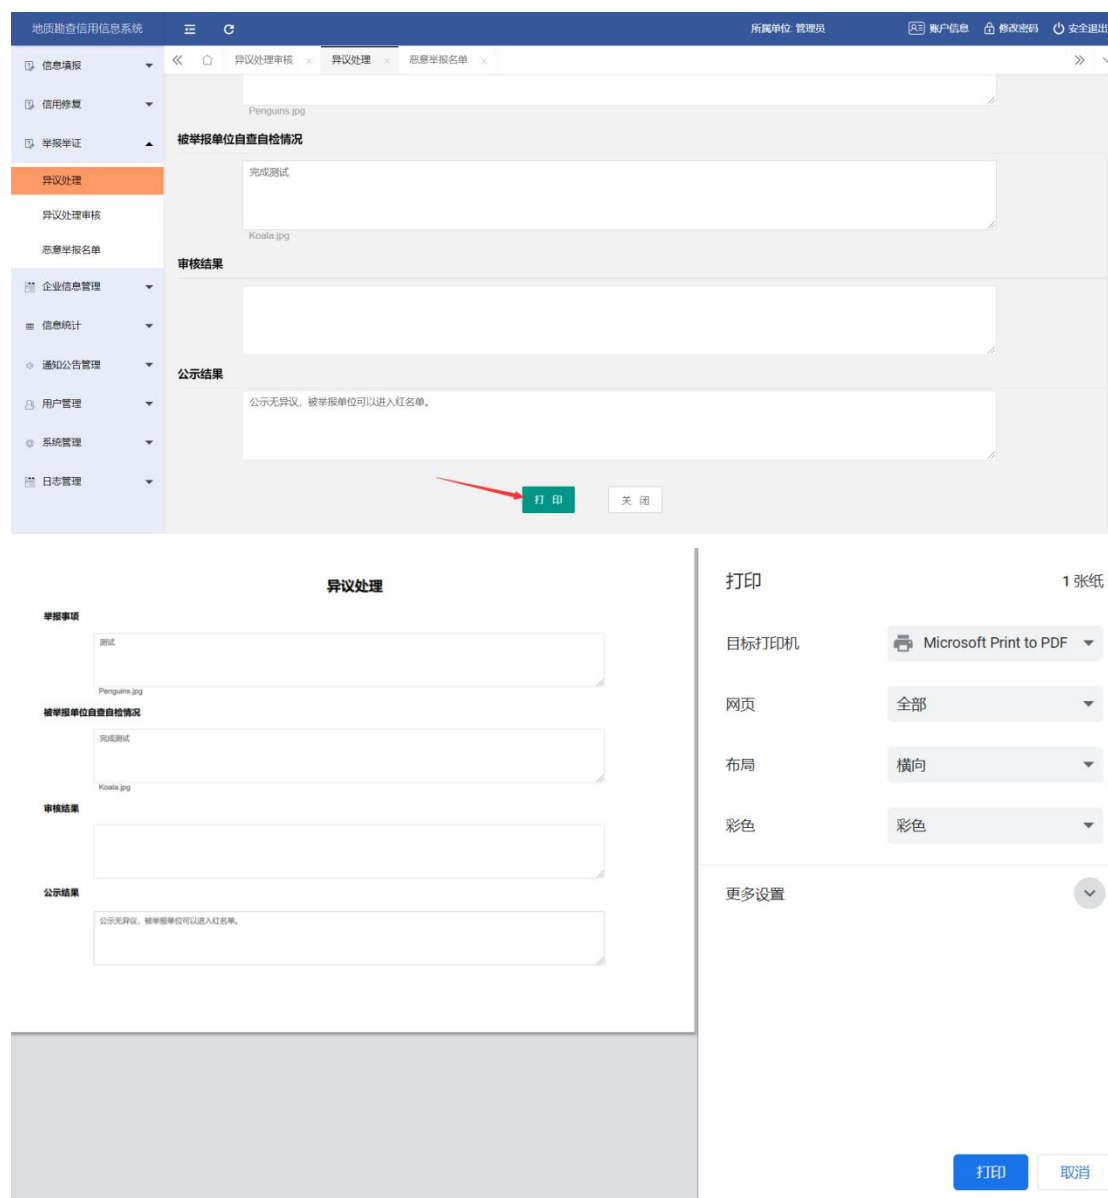 地质勘查信用信息系统
所属单位: 管理员 账户信息 修改密码 安全退出
异议处理审核 × 异议处理 × 恶意举报名单 ×
信息填报
信用修复
举报举证
异议处理
异议处理审核
恶意举报名单
企业信息管理
信息统计
通知公告管理
用户管理
系统管理
日志管理
Penguins.jpg
被举报单位自查自检情况
完成测试
Koala.jpg
审核结果
公示结果
公示无异议，被举报单位可以进入红名单。
打 印 关 闭
异议处理
举报事项
测试
Penguins.jpg
被举报单位自查自检情况
完成测试
Koala.jpg
审核结果
公示结果
公示无异议，被举报单位可以进入红名单。
打印 1 张纸
目标打印机 Microsoft Print to PDF
网页 全部
布局 横向
彩色 彩色
更多设置
打印 取消